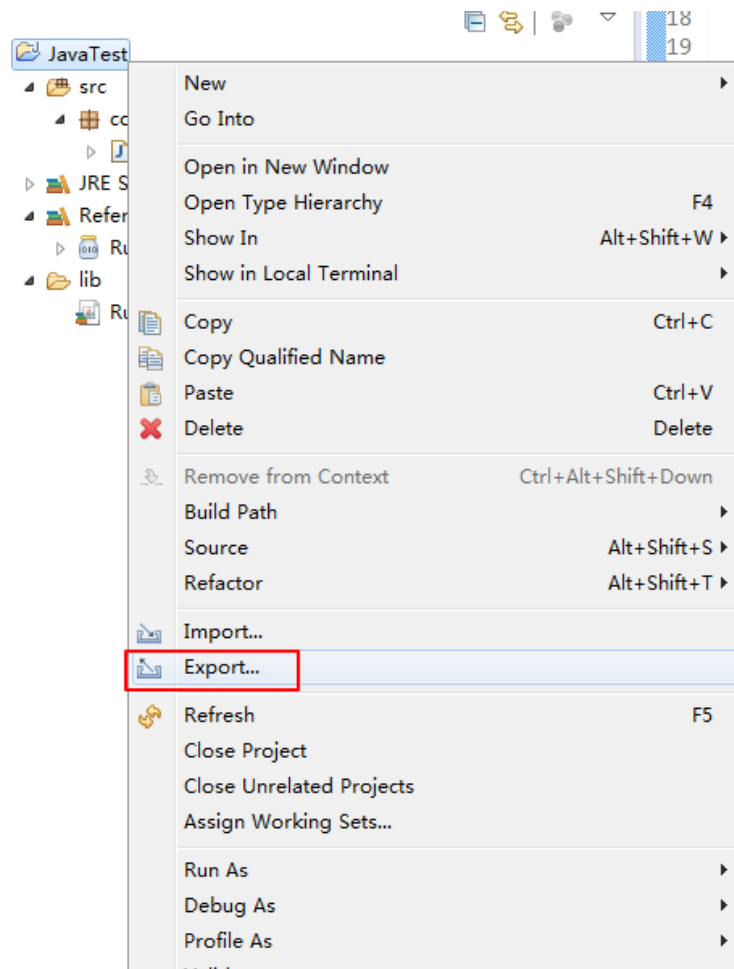 18
19
JavaTest
src
JRE S
Refer
lib
New
Go Into
Open in New Window
Open Type Hierarchy F4
Show In Alt+Shift+W
Show in Local Terminal
Copy Ctrl+C
Copy Qualified Name
Paste Ctrl+V
Delete Delete
Remove from Context Ctrl+Alt+Shift+Down
Build Path
Source Alt+Shift+S
Refactor Alt+Shift+T
Import...
Export...
Refresh F5
Close Project
Close Unrelated Projects
Assign Working Sets...
Run As
Debug As
Profile As